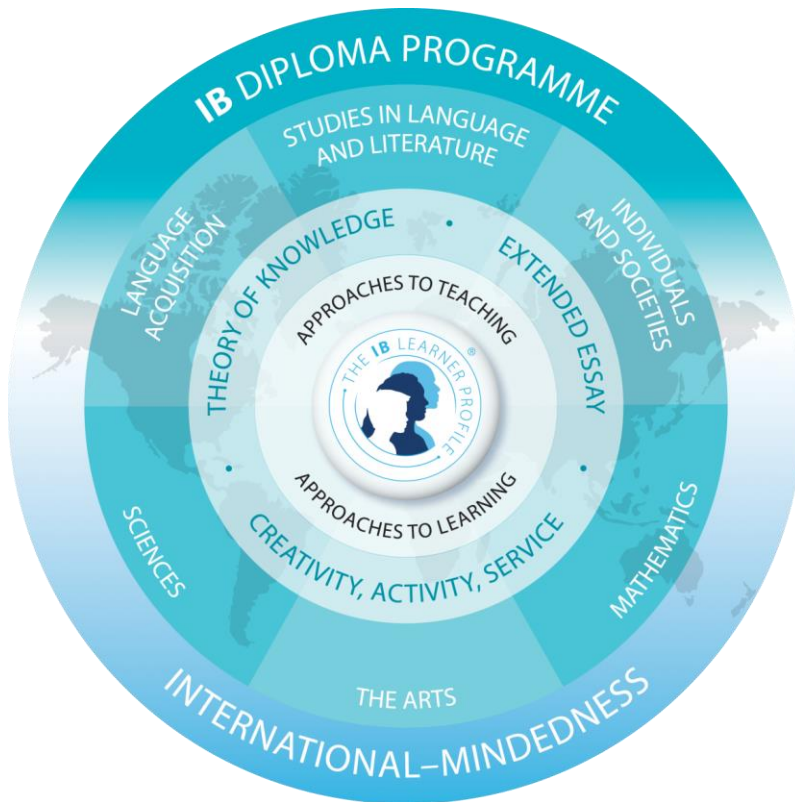 IB DIPLOMA PROGRAMME
STUDIES IN LANGUAGE
AND LITERATURE
LANGUAGE
ACQUISITION
INDIVIDUALS
AND SOCIETIES
THEORY OF KNOWLEDGE
•
EXTENDED ESSAY
•
APPROACHES TO TEACHING
THE IB LEARNER PROFILE®
APPROACHES TO LEARNING
•
CREATIVITY, ACTIVITY, SERVICE
SCIENCES
MATHEMATICS
THE ARTS
INTERNATIONAL–MINDEDNESS